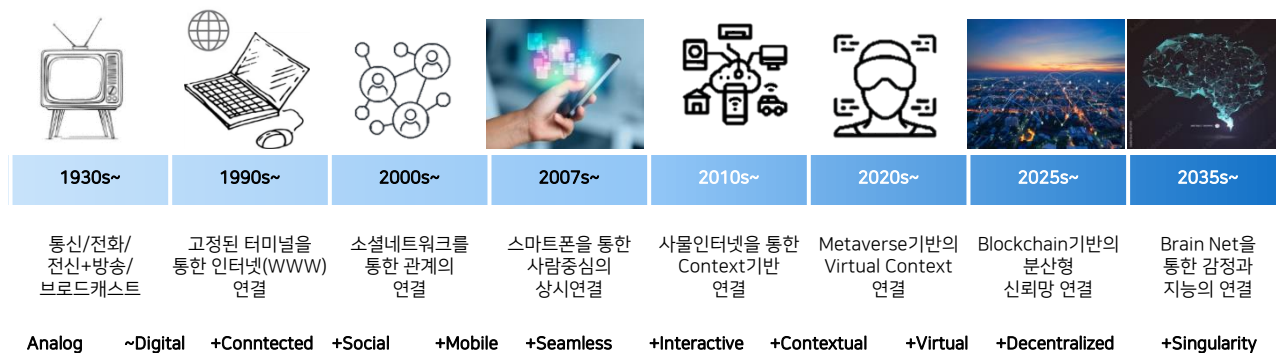 1930s~ 1990s~ 2000s~ 2007s~ 2010s~ 2020s~ 2025s~ 2035s~
통신/전화/
전신+방송/
브로드캐스트
고정된 터미널을
통한 인터넷(WWW)
연결
소셜네트워크를
통한 관계의
연결
스마트폰을 통한
사람중심의
상시연결
사물인터넷을 통한
Context기반
연결
Metaverse기반의
Virtual Context
연결
Blockchain기반의
분산형
신뢰망 연결
Brain Net을
통한 감정과
지능의 연결
Analog ~Digital +Conntected +Social +Mobile +Seamless +Interactive +Contextual +Virtual +Decentralized +Singularity